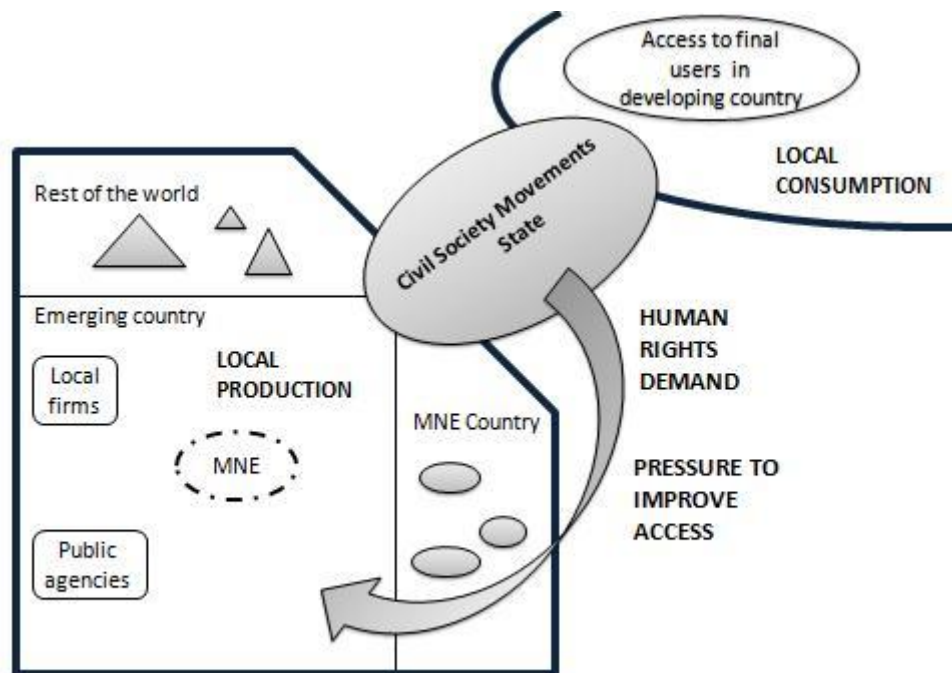 Access to final
users in
developing country
LOCAL
CONSUMPTION
Civil Society Movements
State
Rest of the world
Emerging country
LOCAL
PRODUCTION
Local
firms
MNE
Public
agencies
MNE Country
HUMAN
RIGHTS
DEMAND
PRESSURE TO
IMPROVE
ACCESS